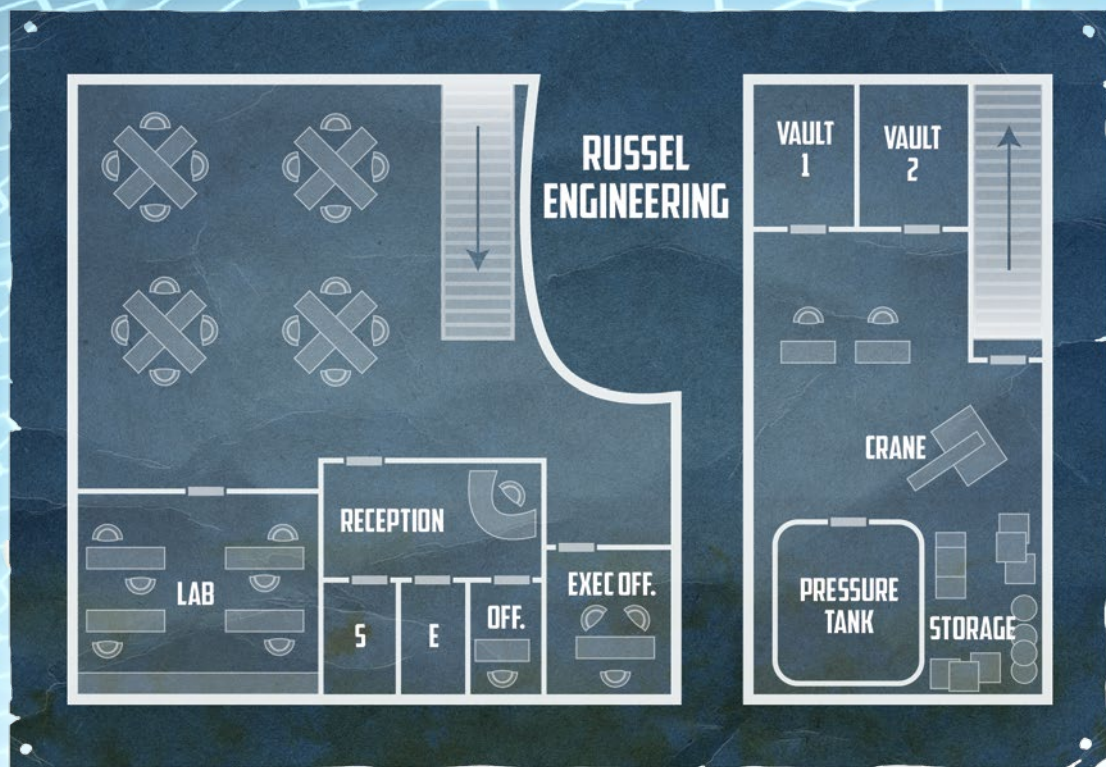 RUSSEL
ENGINEERING
RECEPTION
LAB
S
E
OFF.
EXEC OFF.
VAULT
1
VAULT
2
CRANE
PRESSURE
TANK
STORAGE